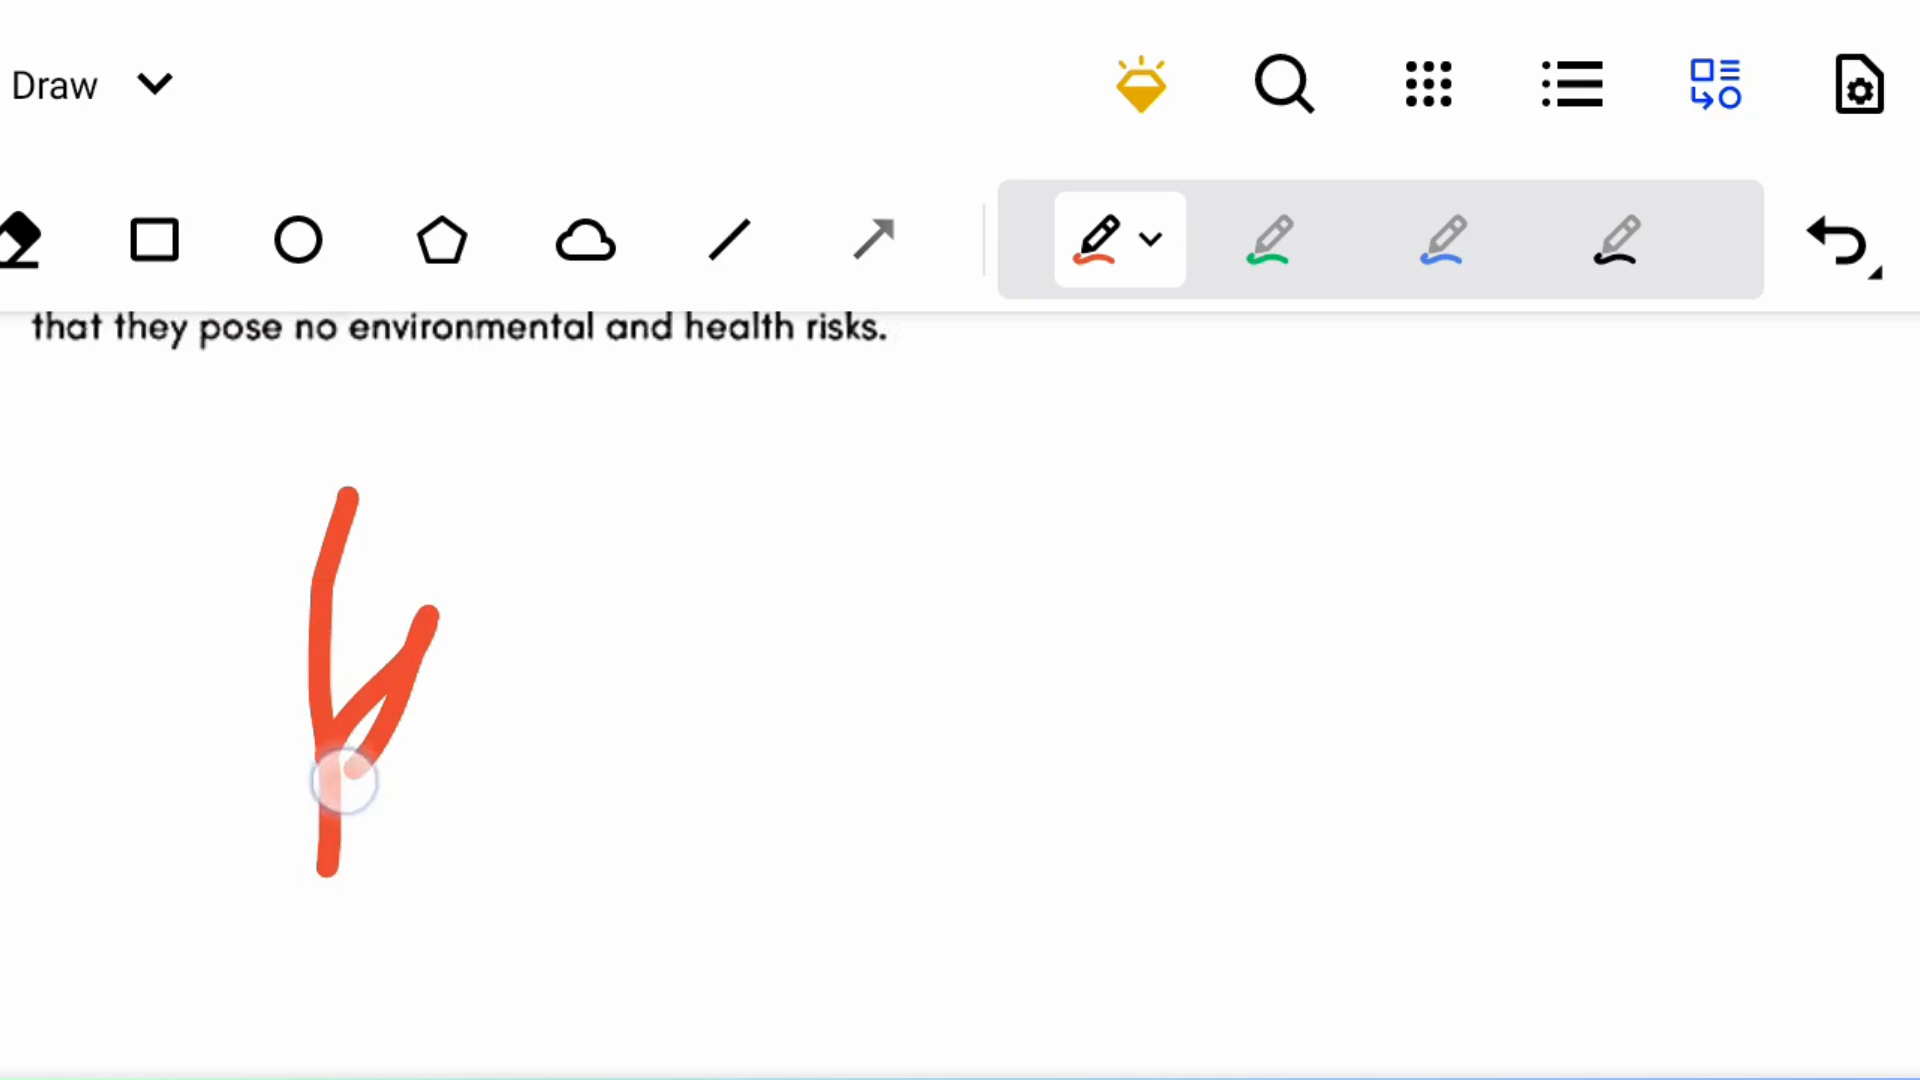 Draw
that they pose no environmental and health risks.